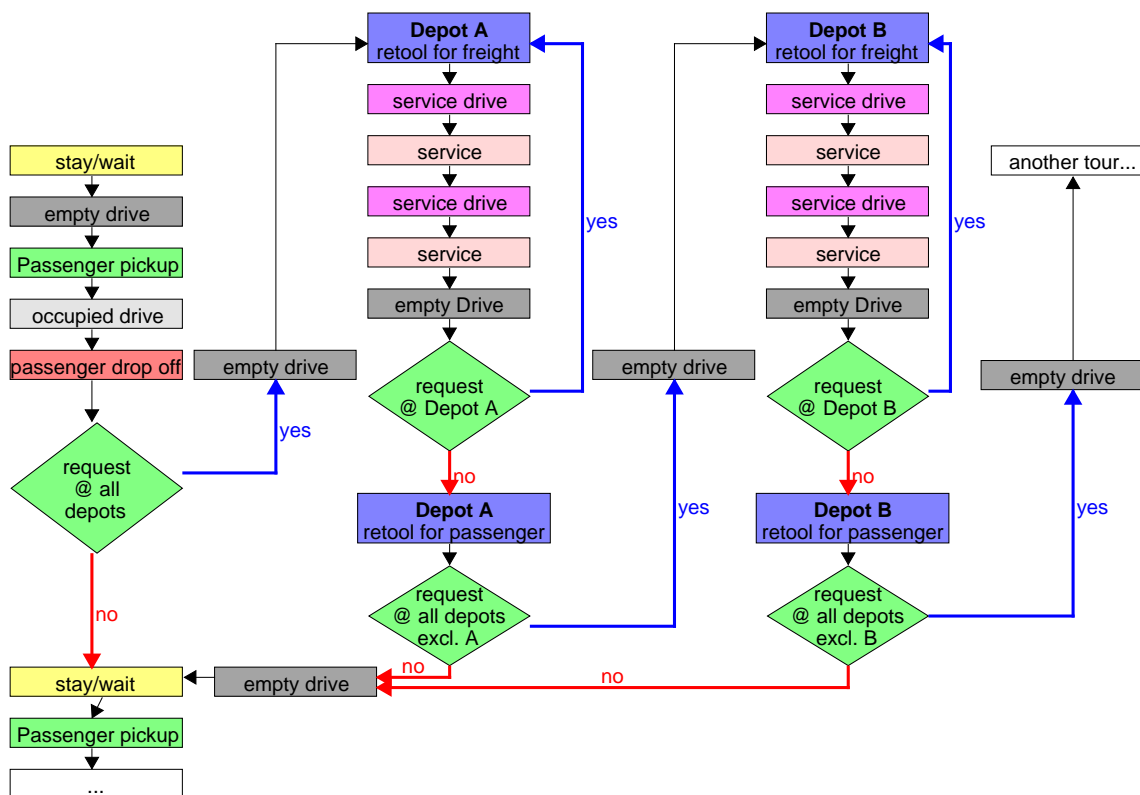 stay/wait
empty drive
Passenger pickup
occupied drive
passenger drop off
request
@ all
depots
yes
no
stay/wait
Passenger pickup
...
empty drive
Depot A
retool for freight
service drive
service
service drive
service
empty Drive
request
@ Depot A
yes
no
Depot A
retool for passenger
request
@ all depots
excl. A
no
empty drive
yes
empty drive
Depot B
retool for freight
service drive
service
service drive
service
empty Drive
request
@ Depot B
yes
no
Depot B
retool for passenger
request
@ all depots
excl. B
no
yes
empty drive
another tour...